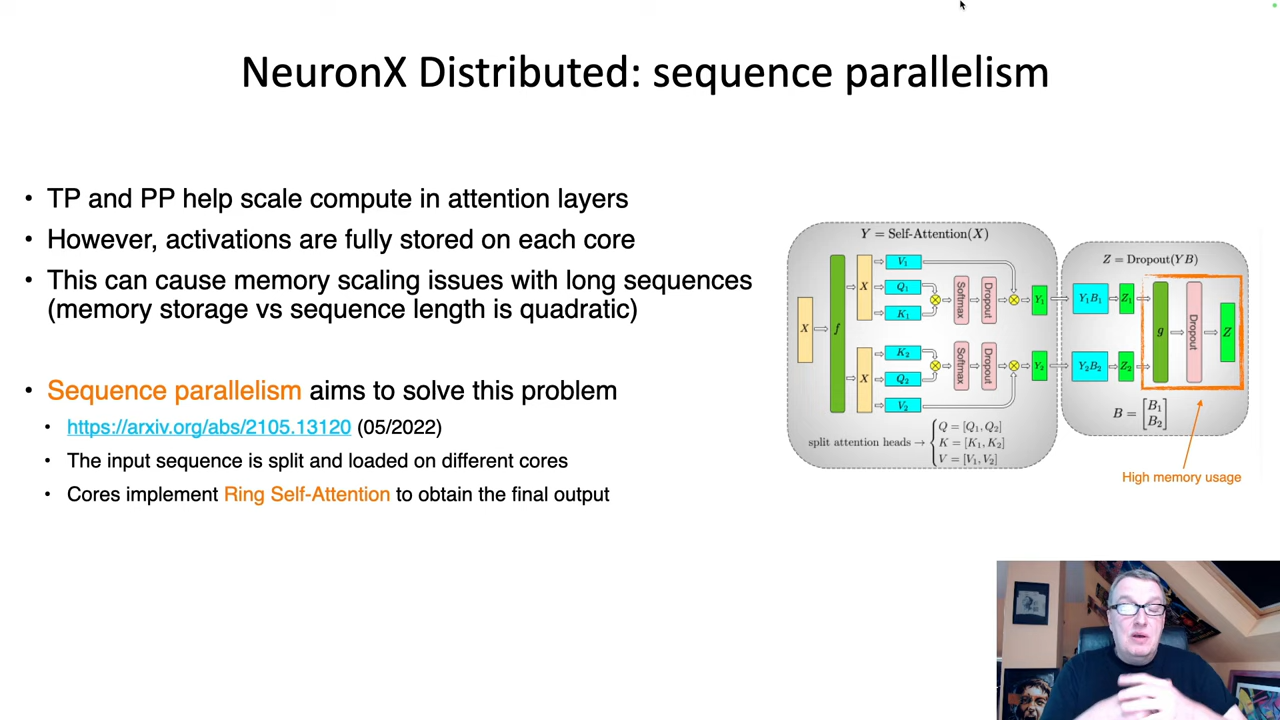 NeuronX Distributed: sequence parallelism
• TP and PP help scale compute in attention layers
• However, activations are fully stored on each core
• This can cause memory scaling issues with long sequences
(memory storage vs sequence length is quadratic)
• Sequence parallelism aims to solve this problem
• https://arxiv.org/abs/2105.13120 (05/2022)
• The input sequence is split and loaded on different cores
• Cores implement Ring Self-Attention to obtain the final output
Y = Self-Attention(X)
X
f
X
V₁
Q₁
K₁
Softmax
Dropout
Y₁
X
K₂
Q₂
V₂
Softmax
Dropout
Y₂
split attention heads → { Q = [Q₁, Q₂]
K = [K₁, K₂]
V = [V₁, V₂]
Z = Dropout(YB)
Y₁B₁
Z₁
Y₂B₂
Z₂
g
Dropout
Z
B = [B₁
B₂]
High memory usage